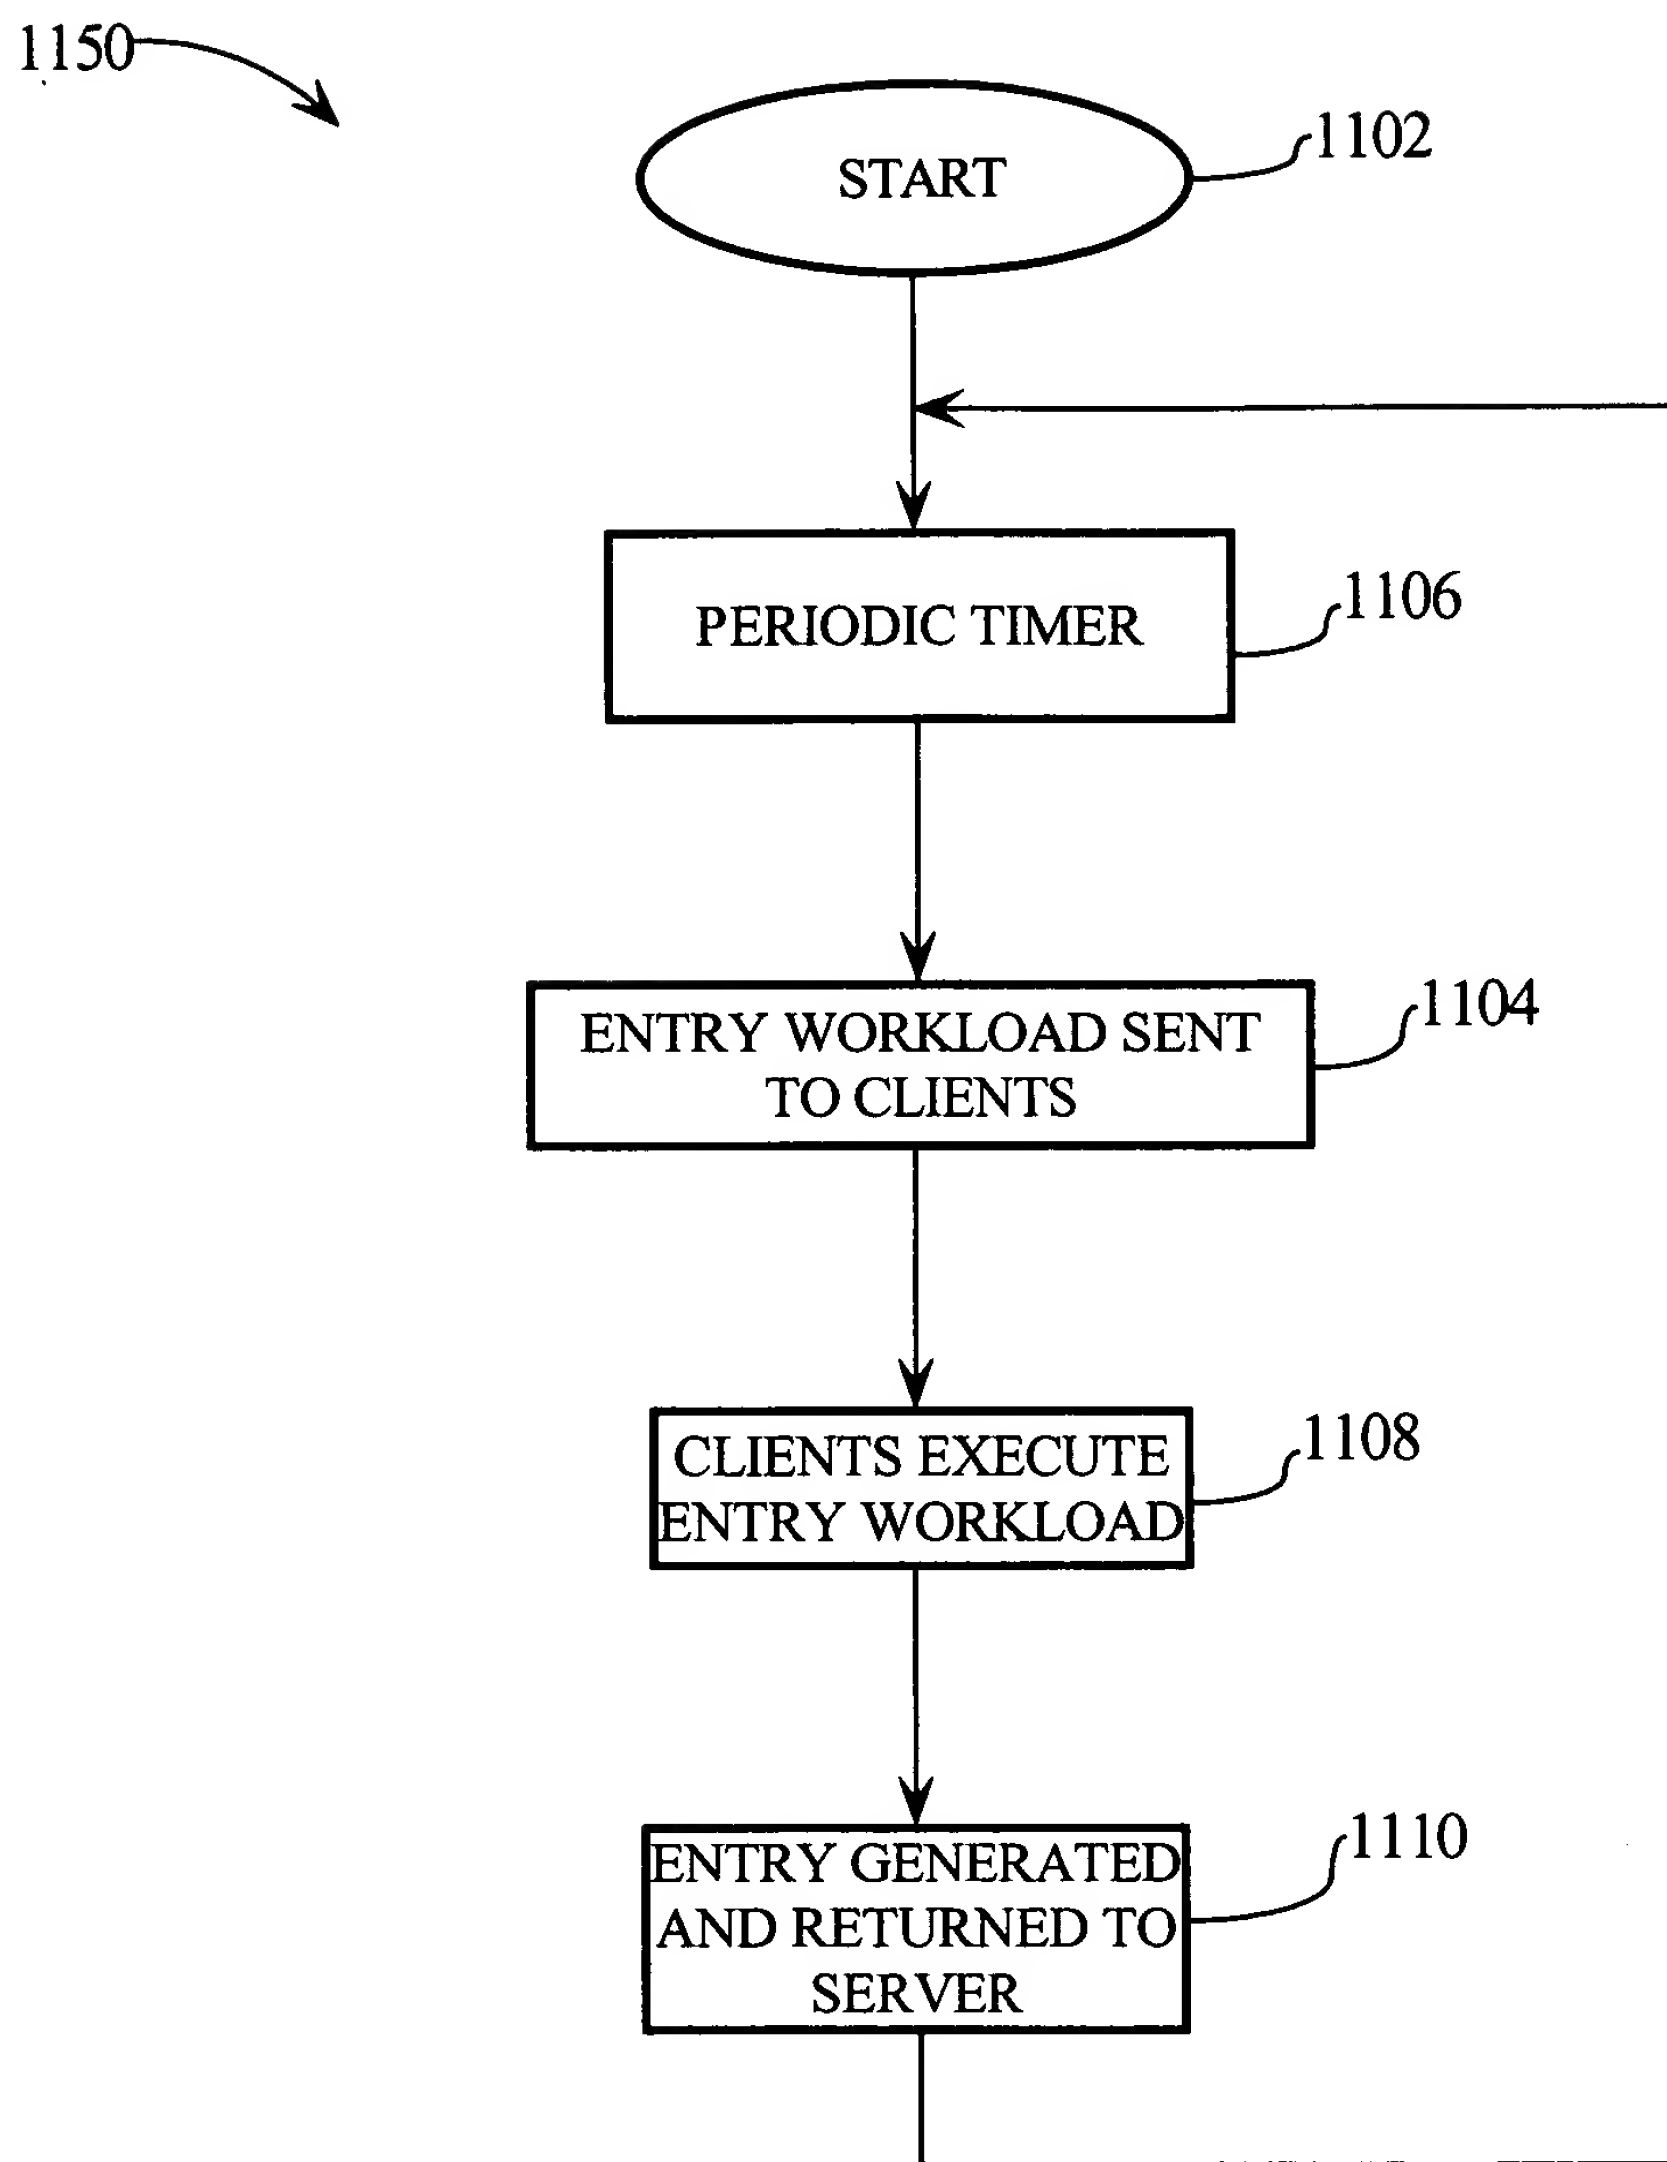 1150
START
1102
PERIODIC TIMER
1106
ENTRY WORKLOAD SENT
TO CLIENTS
1104
CLIENTS EXECUTE
ENTRY WORKLOAD
1108
ENTRY GENERATED
AND RETURNED TO
SERVER
1110